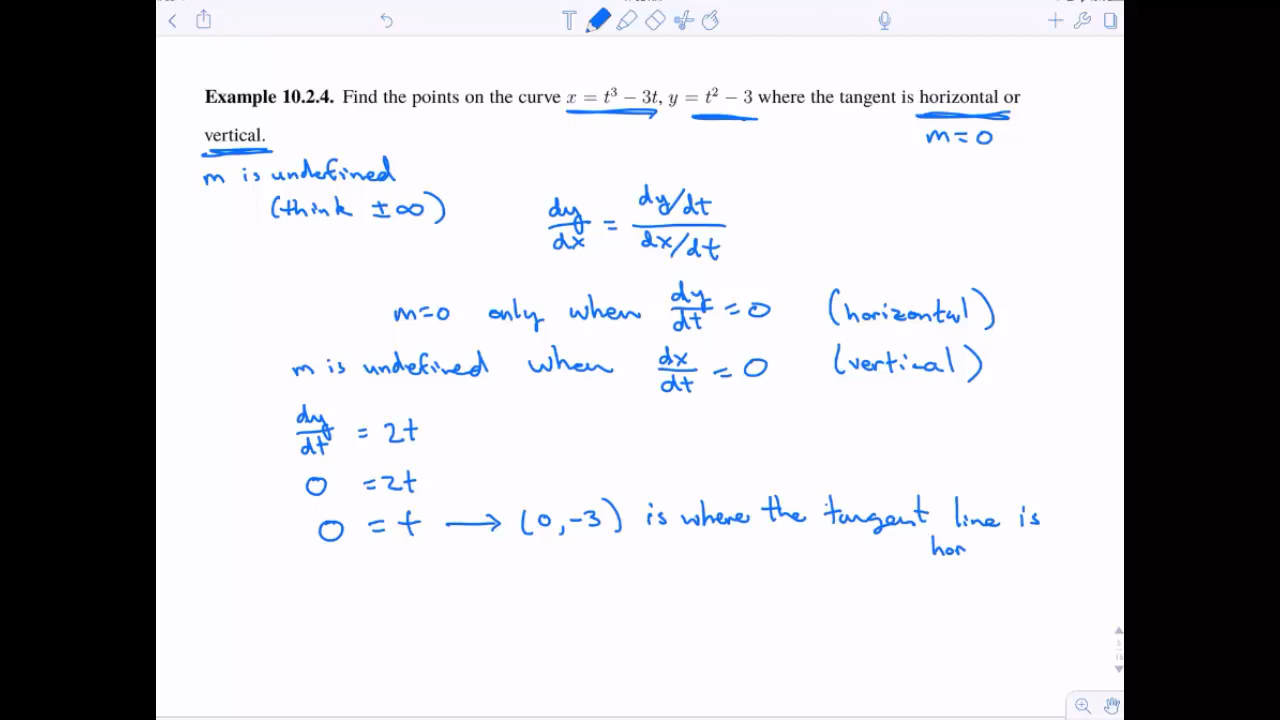 Example 10.2.4. Find the points on the curve x = t³ − 3t, y = t² − 3 where the tangent is horizontal or
vertical.
m = 0
m is undefined
(think ±∞)
dy/dx = (dy/dt)/(dx/dt)
m=0 only when dy/dt = 0 (horizontal)
m is undefined when dx/dt = 0 (vertical)
dy/dt = 2t
0 = 2t
0 = t ⟶ (0,-3) is where the tangent line is
hor